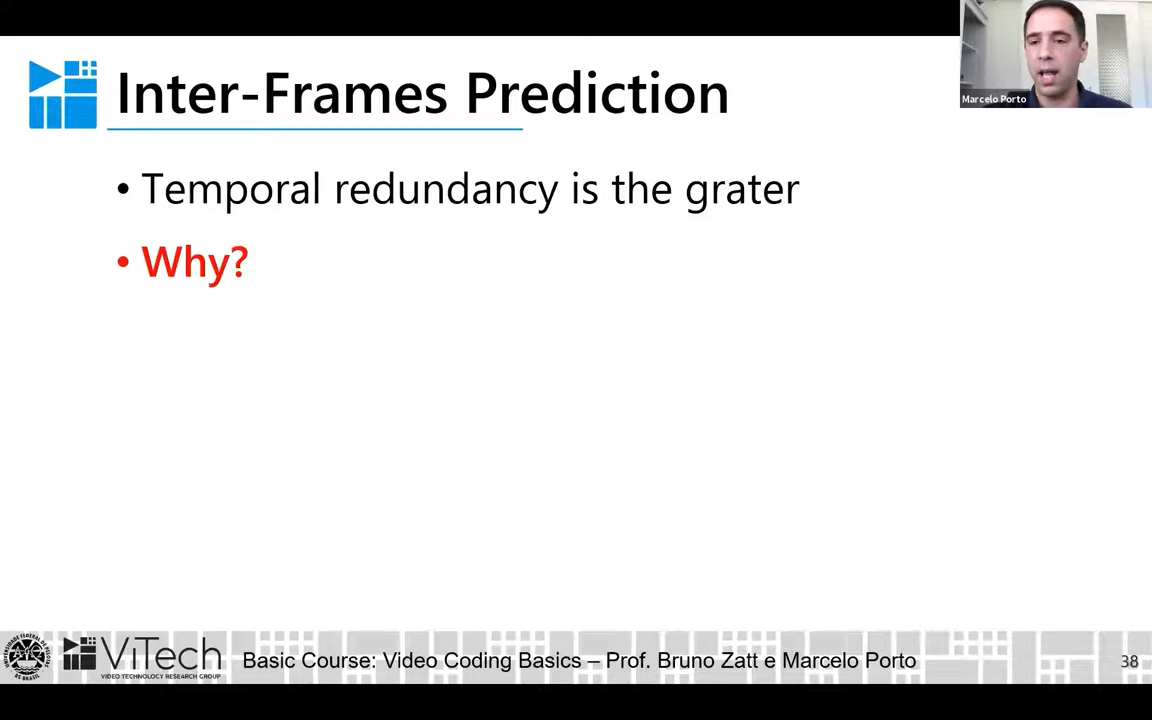 Marcelo Porto
Inter-Frames Prediction
• Temporal redundancy is the grater
• Why?
ViTech
VIDEO TECHNOLOGY RESEARCH GROUP
Basic Course: Video Coding Basics – Prof. Bruno Zatt e Marcelo Porto
38